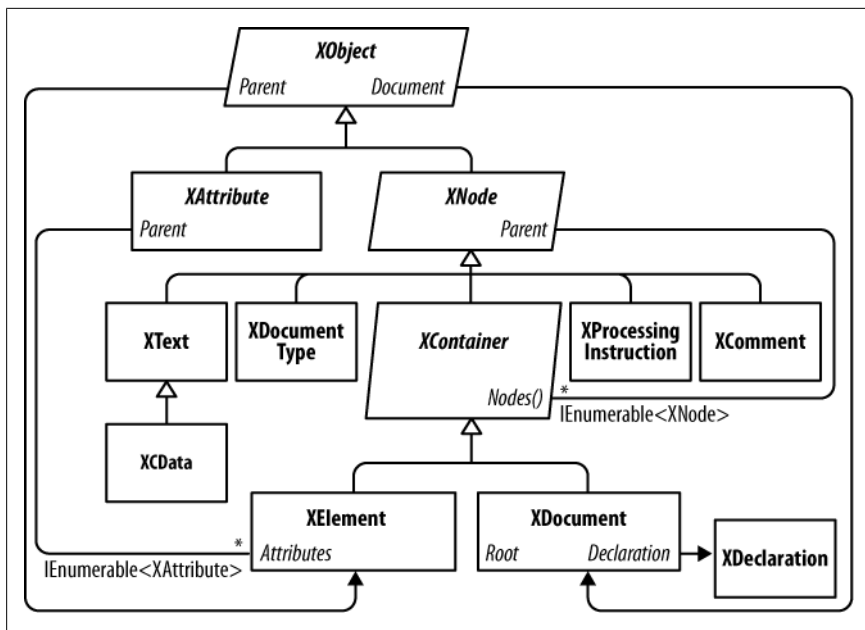 XObject
Parent Document
XAttribute
Parent
XNode
Parent
XText
XDocument
Type
XContainer
Nodes()
XProcessing
Instruction
XComment
*
IEnumerable<XNode>
XCData
XElement
Attributes
*
IEnumerable<XAttribute>
XDocument
Root Declaration
XDeclaration